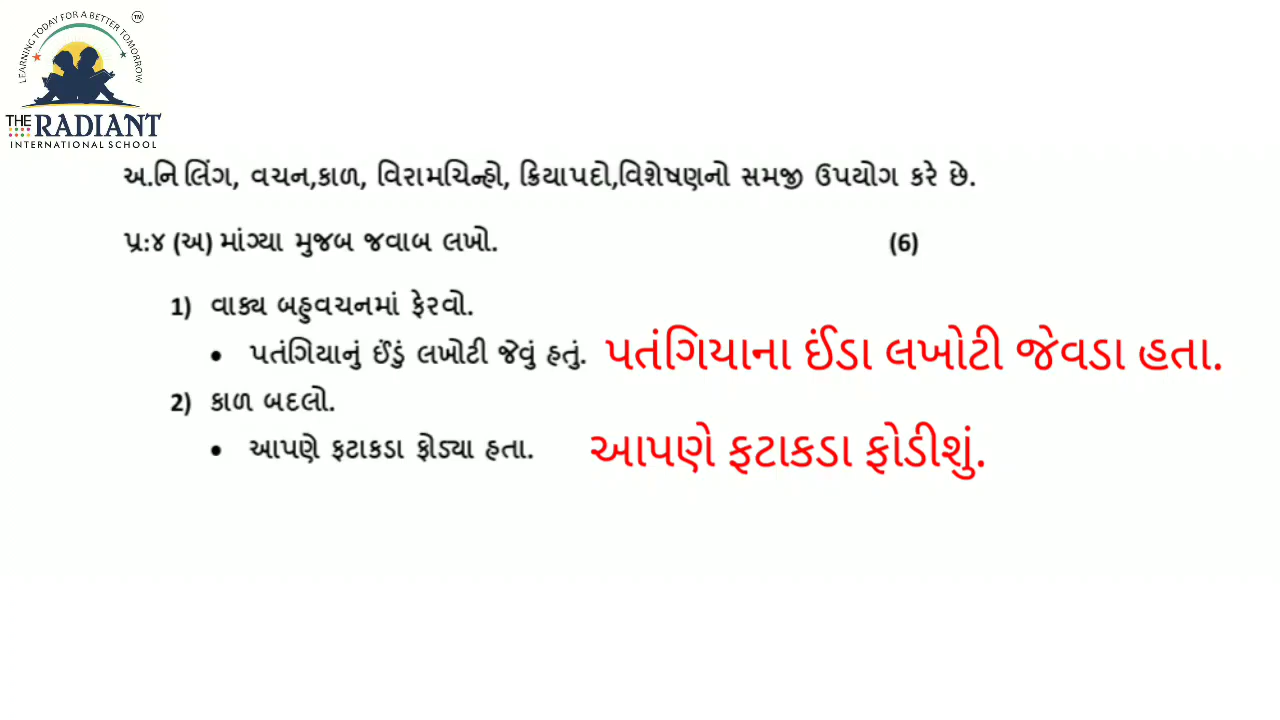 LEARNING TODAY FOR A BETTER TOMORROW
TM
THE RADIANT
INTERNATIONAL SCHOOL
અ.નિ લિંગ, વચન,કાળ, વિરામચિન્હો, ક્રિયાપદો,વિશેષણનો સમજી ઉપયોગ કરે છે.
પ્ર:૪ (અ) માંગ્યા મુજબ જવાબ લખો. (6)
1) વાક્ય બહુવચનમાં ફેરવો.
• પતંગિયાનું ઈંડું લખોટી જેવું હતું. પતંગિયાના ઈંડા લખોટી જેવડા હતા.
2) કાળ બદલો.
• આપણે ફટાકડા ફોડ્યા હતા. આપણે ફટાકડા ફોડીશું.